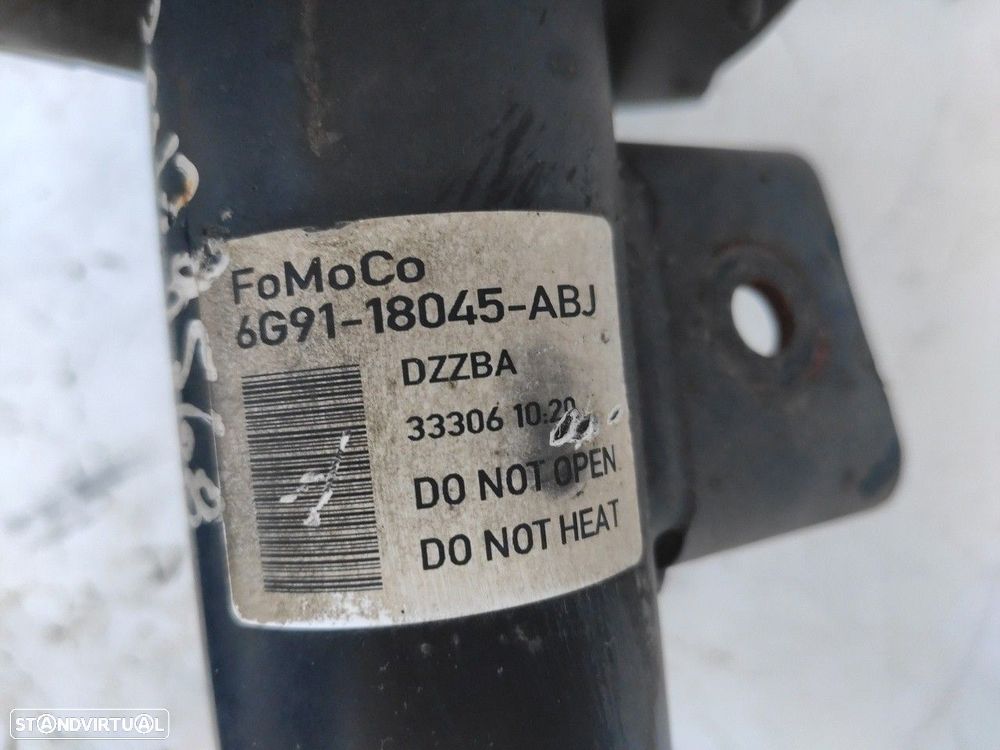 FoMoCo
6G91-18045-ABJ
DZZBA
33306 10:20
DO NOT OPEN
DO NOT HEAT
STANDVIRTUAL